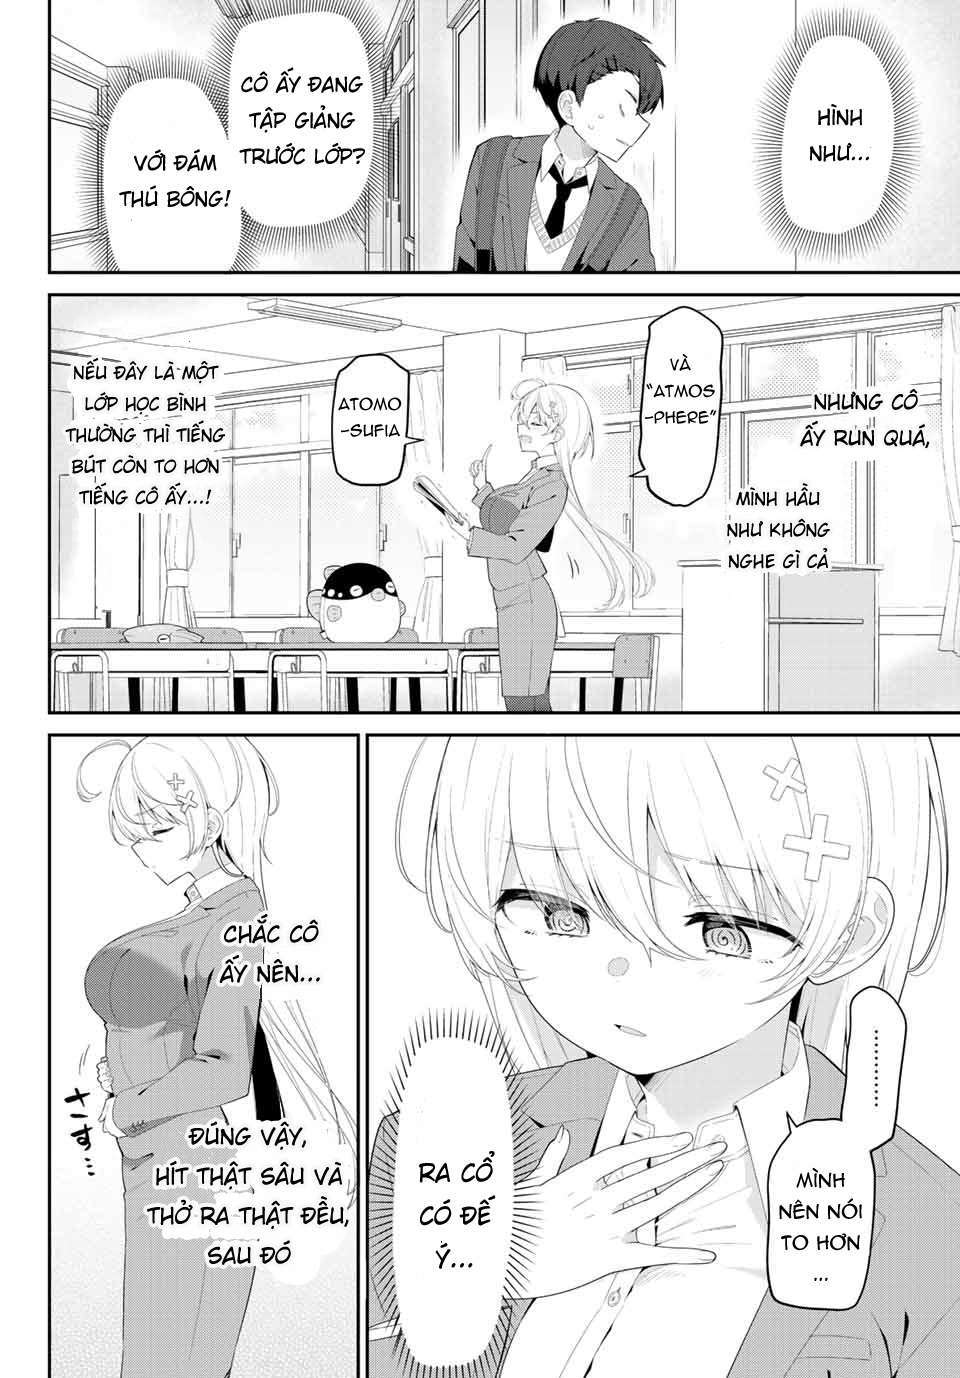 HÌNH
NHƯ...
CÔ ẤY ĐANG
TẬP GIẢNG
TRƯỚC LỚP?
VỚI ĐÁM
THÚ BÔNG!
NHƯNG CÔ
ẤY RUN QUÁ,
MÌNH HẦU
NHƯ KHÔNG
NGHE GÌ CẢ
VÀ
"ATMOS
-PHERE"
ATOMO
-SUFIA
NẾU ĐÂY LÀ MỘT
LỚP HỌC BÌNH
THƯỜNG THÌ TIẾNG
BÚT CÒN TO HƠN
TIẾNG CÔ ẤY...!
.........
MÌNH
NÊN NÓI
TO HƠN
...
RA CỔ
CÓ ĐẾ
Ý...
CHẮC CÔ
ẤY NÊN...
ĐÚNG VẬY,
HÍT THẬT SÂU VÀ
THỞ RA THẬT ĐỀU,
SAU ĐÓ
さす...